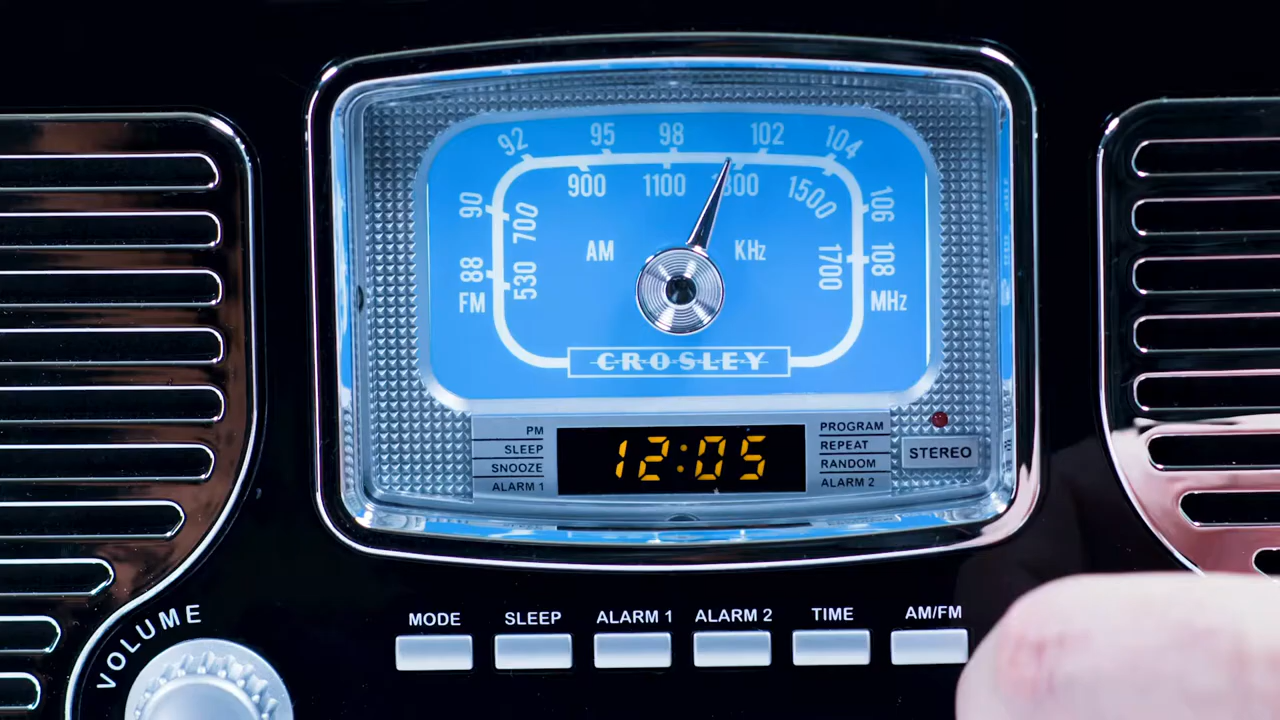 92 95 98 102 104
900 1100 1300 1500
90 700 106
AM KHz
88 530 1700 108
FM MHz
CROSLEY
PM PROGRAM
SLEEP REPEAT
SNOOZE RANDOM
ALARM 1 ALARM 2
12:05
STEREO
VOLUME
MODE SLEEP ALARM 1 ALARM 2 TIME AM/FM